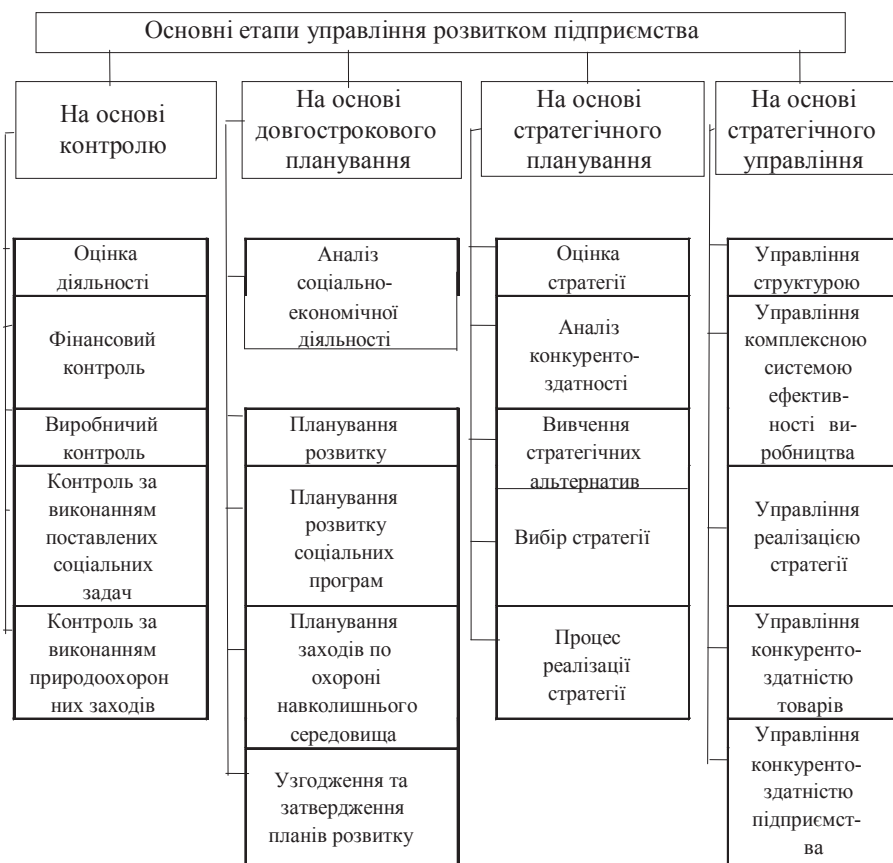 Основні етапи управління розвитком підприємства
На основі
контролю
На основі
довгострокового
планування
На основі
стратегічного
планування
На основі
стратегічного
управління
Оцінка
діяльності
Фінансовий
контроль
Виробничий
контроль
Контроль за
виконанням
поставлених
соціальних
задач
Контроль за
виконанням
природоохорон
них заходів
Аналіз
соціально-
економічної
діяльності
Планування
розвитку
Планування
розвитку
соціальних
програм
Планування
заходів по
охороні
навколишнього
середовища
Узгодження та
затвердження
планів розвитку
Оцінка
стратегії
Аналіз
конкуренто-
здатності
Вивчення
стратегічних
альтернатив
Вибір стратегії
Процес
реалізації
стратегії
Управління
структурою
Управління
комплексною
системою
ефектив-
ності ви-
робництва
Управління
реалізацією
стратегії
Управління
конкуренто-
здатністю
товарів
Управління
конкуренто-
здатністю
підприємст-
ва